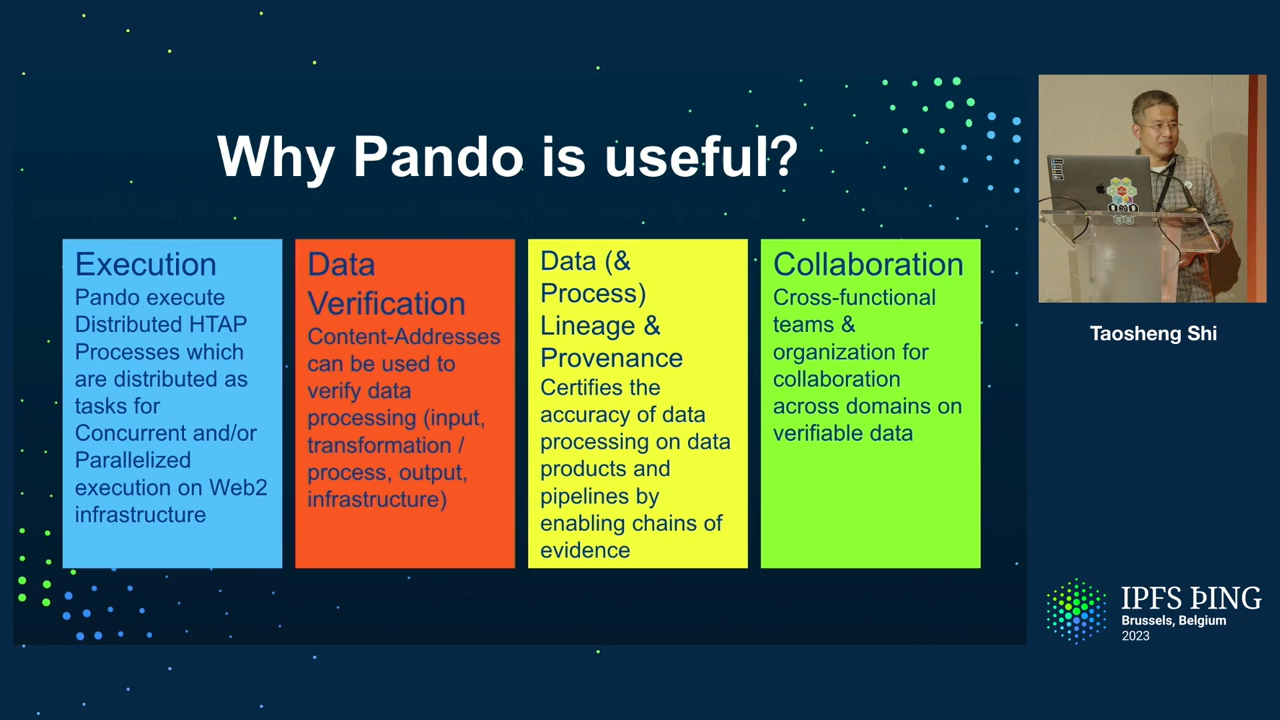 Why Pando is useful?
Execution
Pando execute
Distributed HTAP
Processes which
are distributed as
tasks for
Concurrent and/or
Parallelized
execution on Web2
infrastructure
Data
Verification
Content-Addresses
can be used to
verify data
processing (input,
transformation /
process, output,
infrastructure)
Data (&
Process)
Lineage &
Provenance
Certifies the
accuracy of data
processing on data
products and
pipelines by
enabling chains of
evidence
Collaboration
Cross-functional
teams &
organization for
collaboration
across domains on
verifiable data
Taosheng Shi
IPFS ÞING
Brussels, Belgium
2023